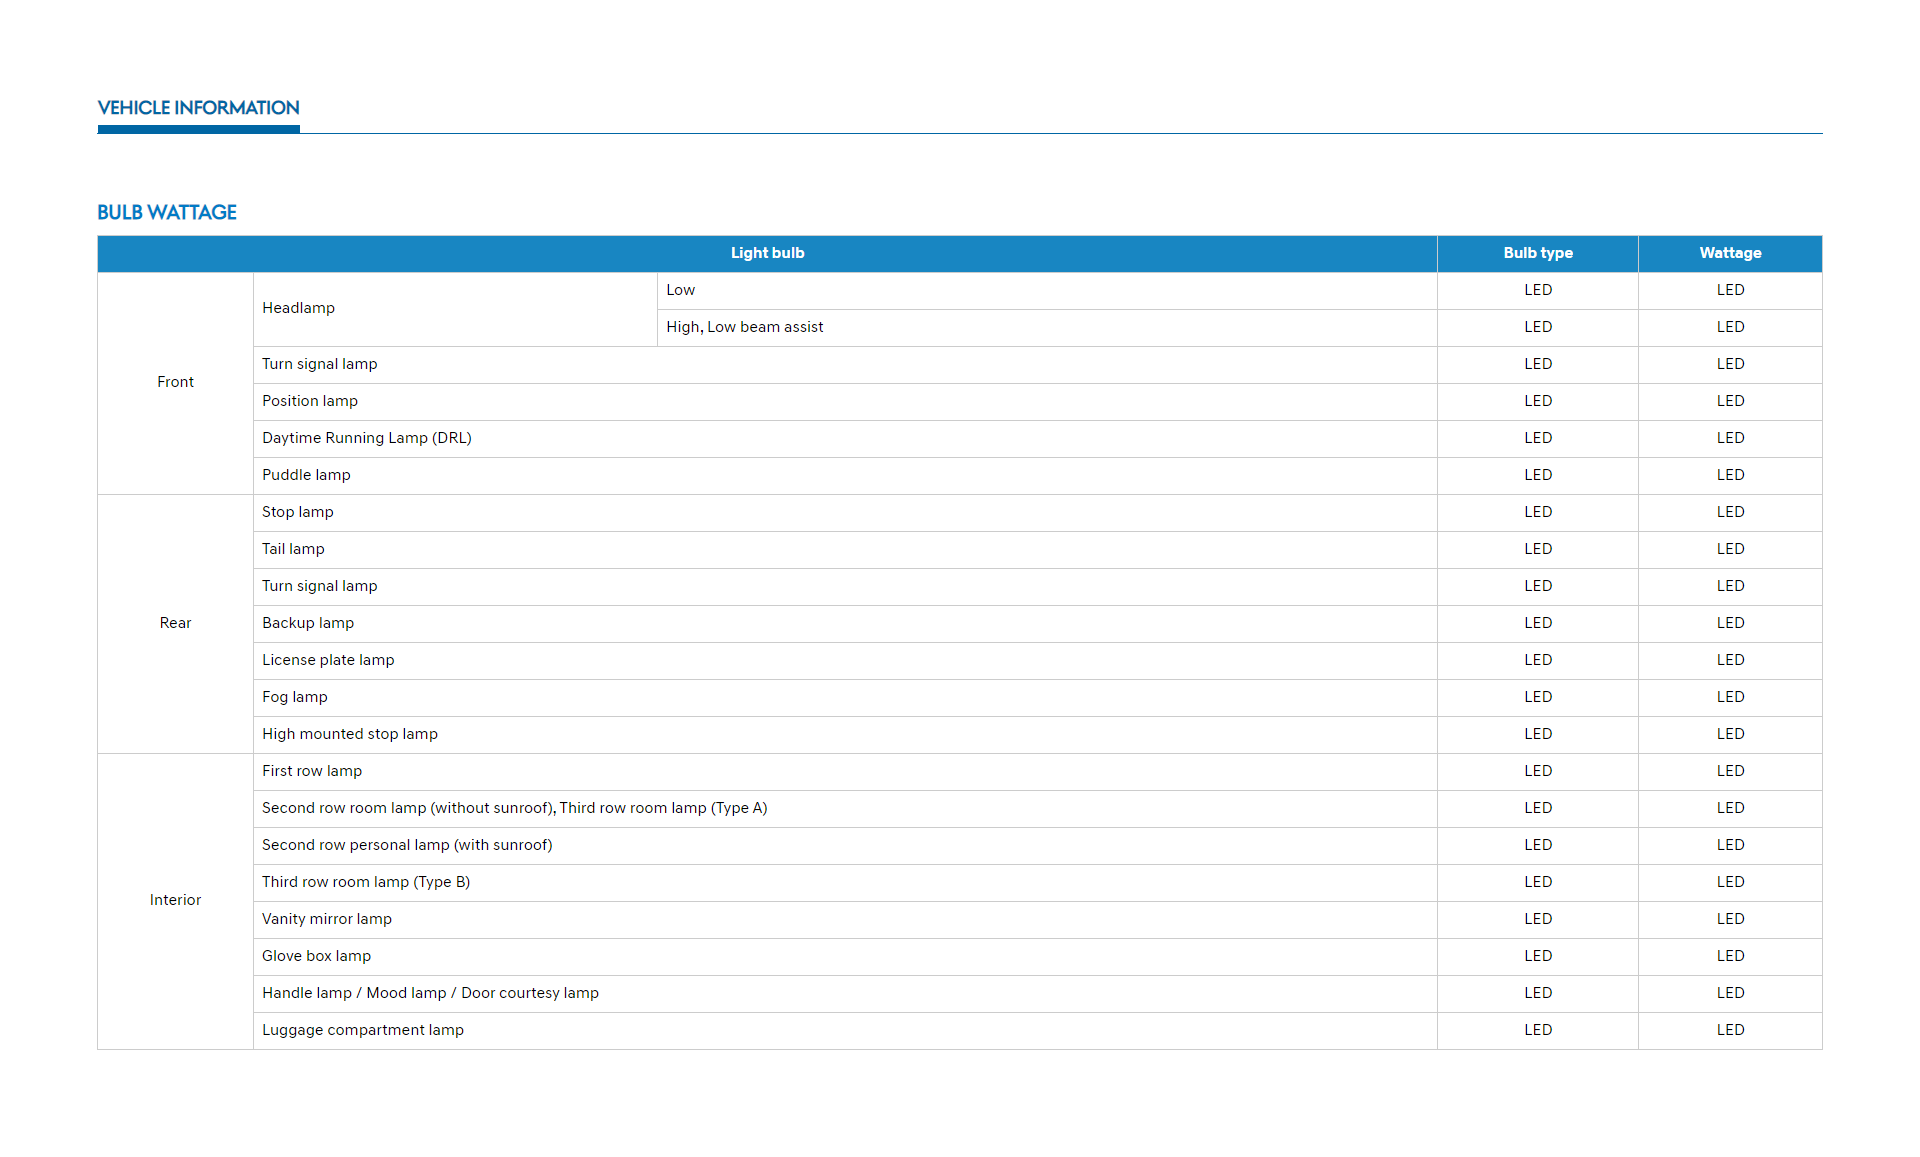 VEHICLE INFORMATION
BULB WATTAGE
Light bulb Bulb type Wattage
Front Headlamp Low LED LED
High, Low beam assist LED LED
Turn signal lamp LED LED
Position lamp LED LED
Daytime Running Lamp (DRL) LED LED
Puddle lamp LED LED
Rear Stop lamp LED LED
Tail lamp LED LED
Turn signal lamp LED LED
Backup lamp LED LED
License plate lamp LED LED
Fog lamp LED LED
High mounted stop lamp LED LED
Interior First row lamp LED LED
Second row room lamp (without sunroof), Third row room lamp (Type A) LED LED
Second row personal lamp (with sunroof) LED LED
Third row room lamp (Type B) LED LED
Vanity mirror lamp LED LED
Glove box lamp LED LED
Handle lamp / Mood lamp / Door courtesy lamp LED LED
Luggage compartment lamp LED LED